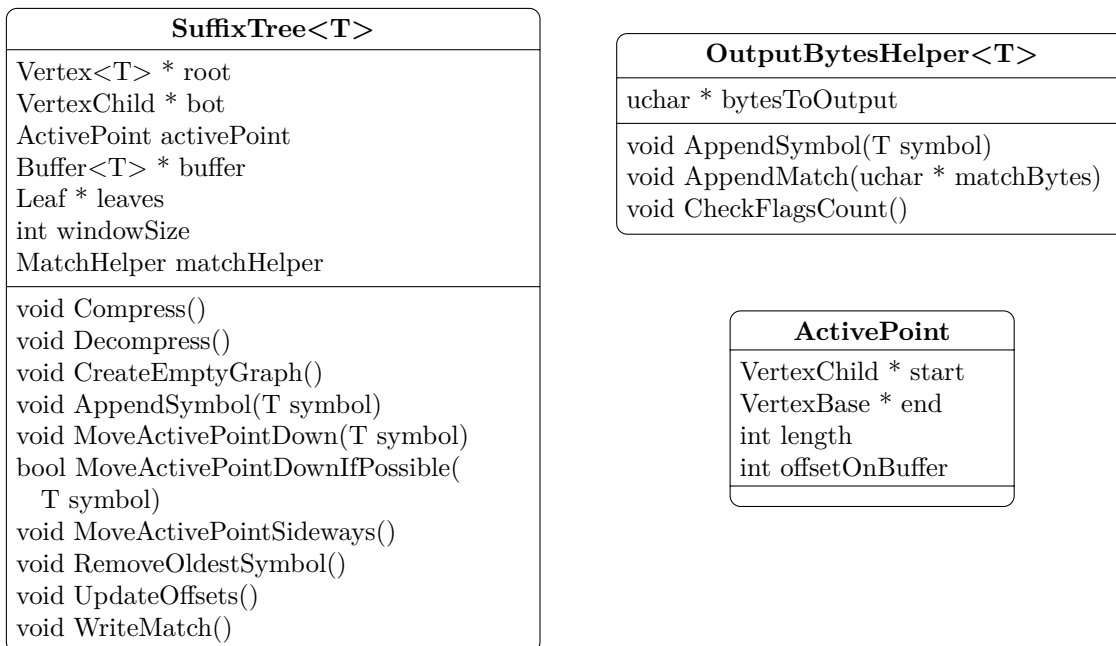 SuffixTree<T>
Vertex<T> * root
VertexChild * bot
ActivePoint activePoint
Buffer<T> * buffer
Leaf * leaves
int windowSize
MatchHelper matchHelper
void Compress()
void Decompress()
void CreateEmptyGraph()
void AppendSymbol(T symbol)
void MoveActivePointDown(T symbol)
bool MoveActivePointDownIfPossible(
T symbol)
void MoveActivePointSideways()
void RemoveOldestSymbol()
void UpdateOffsets()
void WriteMatch()
OutputBytesHelper<T>
uchar * bytesToOutput
void AppendSymbol(T symbol)
void AppendMatch(uchar * matchBytes)
void CheckFlagsCount()
ActivePoint
VertexChild * start
VertexBase * end
int length
int offsetOnBuffer